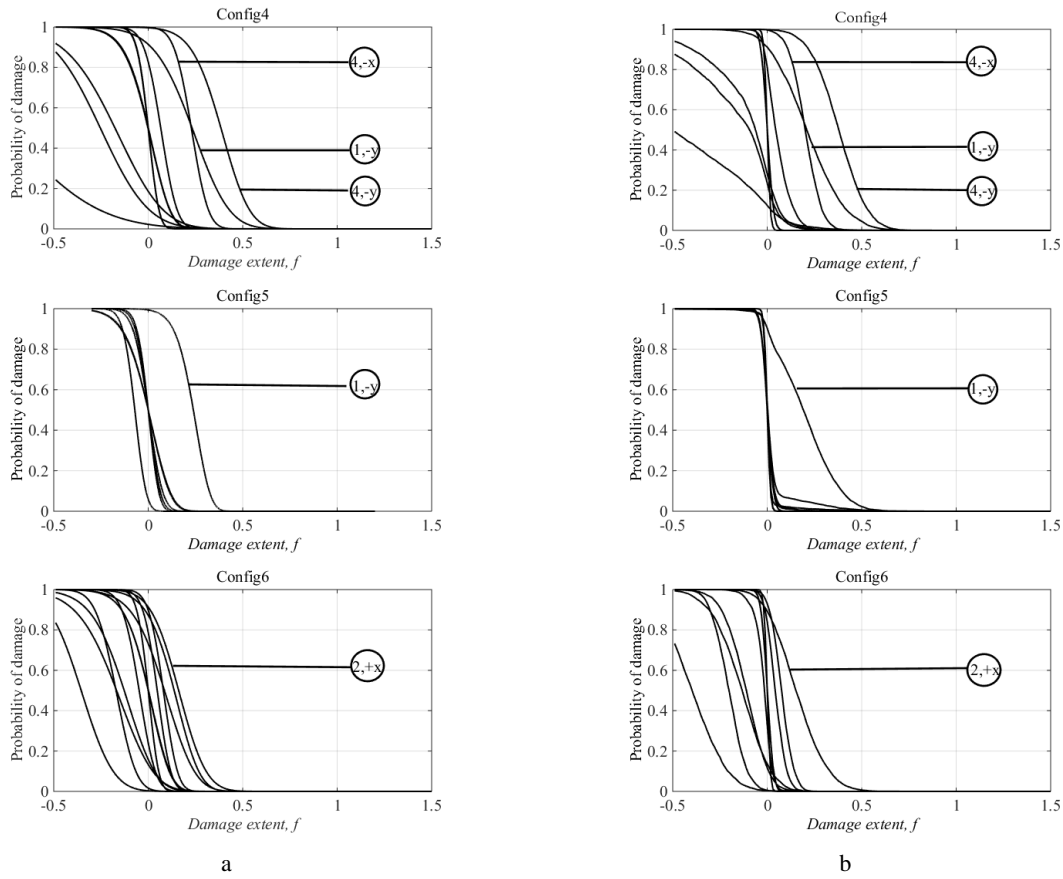 Config4
Probability of damage
1
0.8
0.6
0.4
0.2
0
-0.5
0
0.5
1
1.5
Damage extent, f
4,-x
1,-y
4,-y
Config4
Probability of damage
1
0.8
0.6
0.4
0.2
0
-0.5
0
0.5
1
1.5
Damage extent, f
4,-x
1,-y
4,-y
Config5
Probability of damage
1
0.8
0.6
0.4
0.2
0
-0.5
0
0.5
1
1.5
Damage extent, f
1,-y
Config5
Probability of damage
1
0.8
0.6
0.4
0.2
0
-0.5
0
0.5
1
1.5
Damage extent, f
1,-y
Config6
Probability of damage
1
0.8
0.6
0.4
0.2
0
-0.5
0
0.5
1
1.5
Damage extent, f
2,+x
Config6
Probability of damage
1
0.8
0.6
0.4
0.2
0
-0.5
0
0.5
1
1.5
Damage extent, f
2,+x
a
b